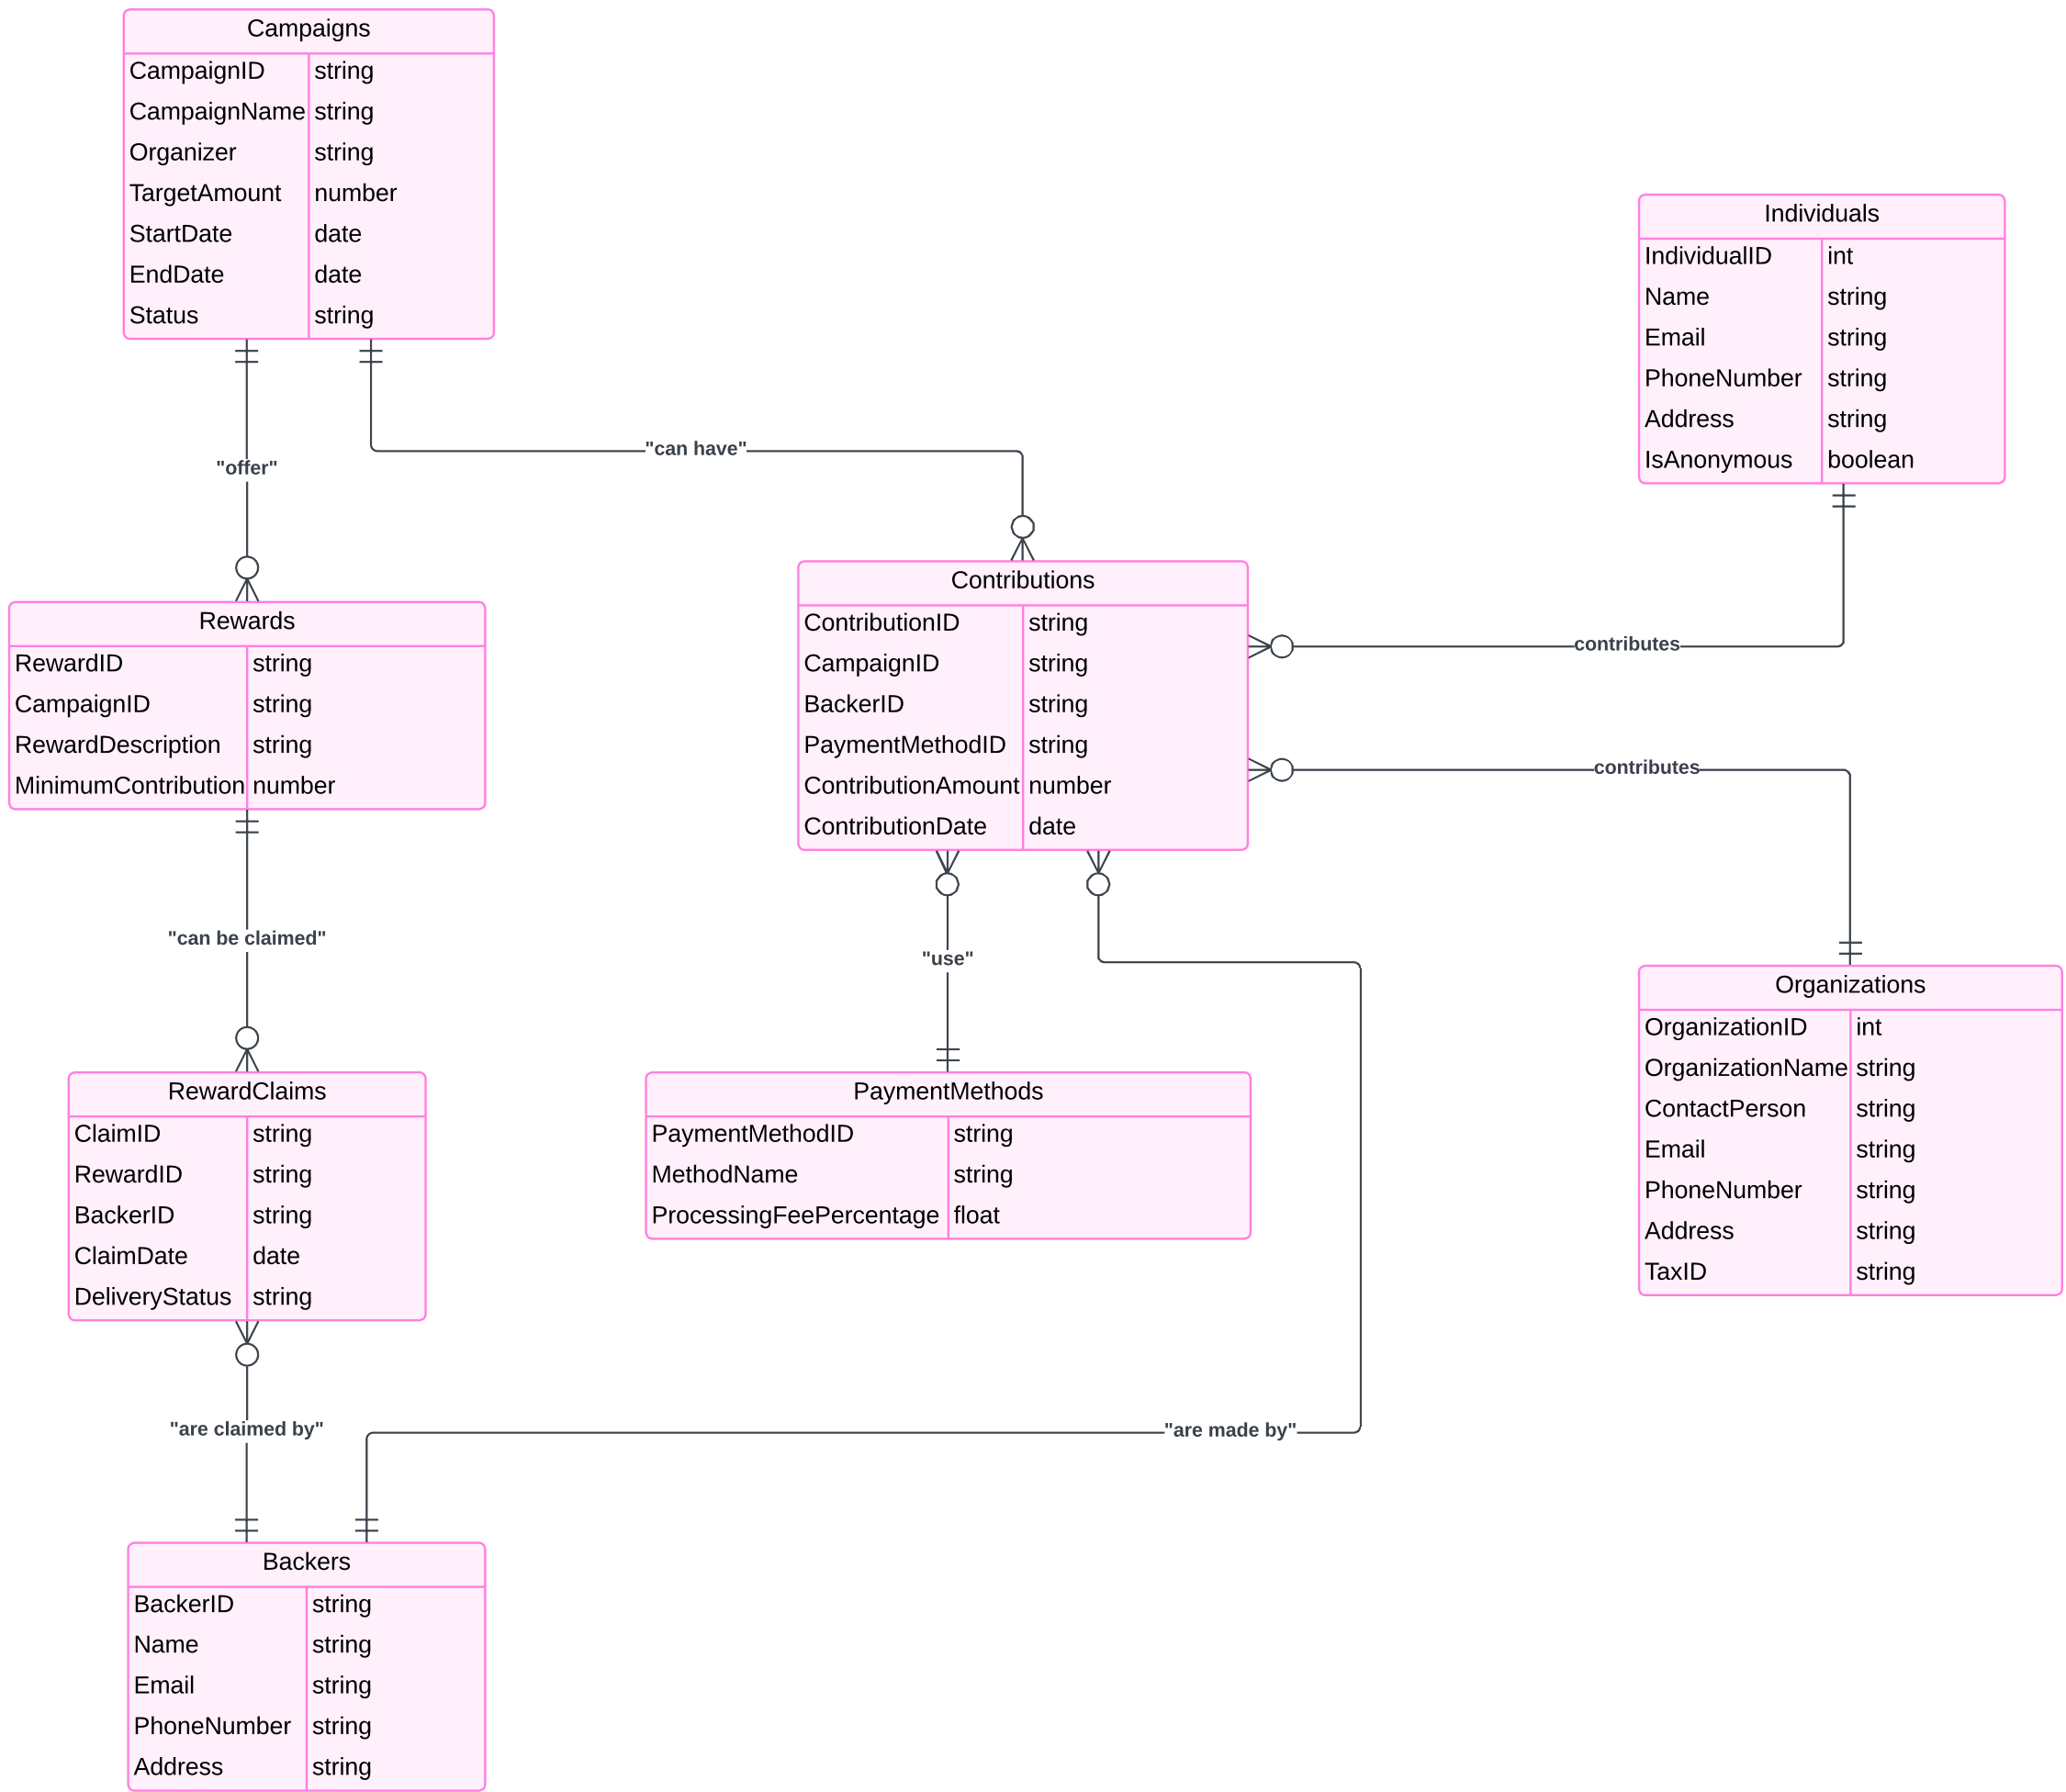 Campaigns
CampaignID string
CampaignName string
Organizer string
TargetAmount number
StartDate date
EndDate date
Status string
Individuals
IndividualID int
Name string
Email string
PhoneNumber string
Address string
IsAnonymous boolean
"can have"
"offer"
Contributions
ContributionID string
CampaignID string
BackerID string
PaymentMethodID string
ContributionAmount number
ContributionDate date
Rewards
RewardID string
CampaignID string
RewardDescription string
MinimumContribution number
contributes
contributes
"can be claimed"
"use"
Organizations
OrganizationID int
OrganizationName string
ContactPerson string
Email string
PhoneNumber string
Address string
TaxID string
RewardClaims
ClaimID string
RewardID string
BackerID string
ClaimDate date
DeliveryStatus string
PaymentMethods
PaymentMethodID string
MethodName string
ProcessingFeePercentage float
"are claimed by"
"are made by"
Backers
BackerID string
Name string
Email string
PhoneNumber string
Address string